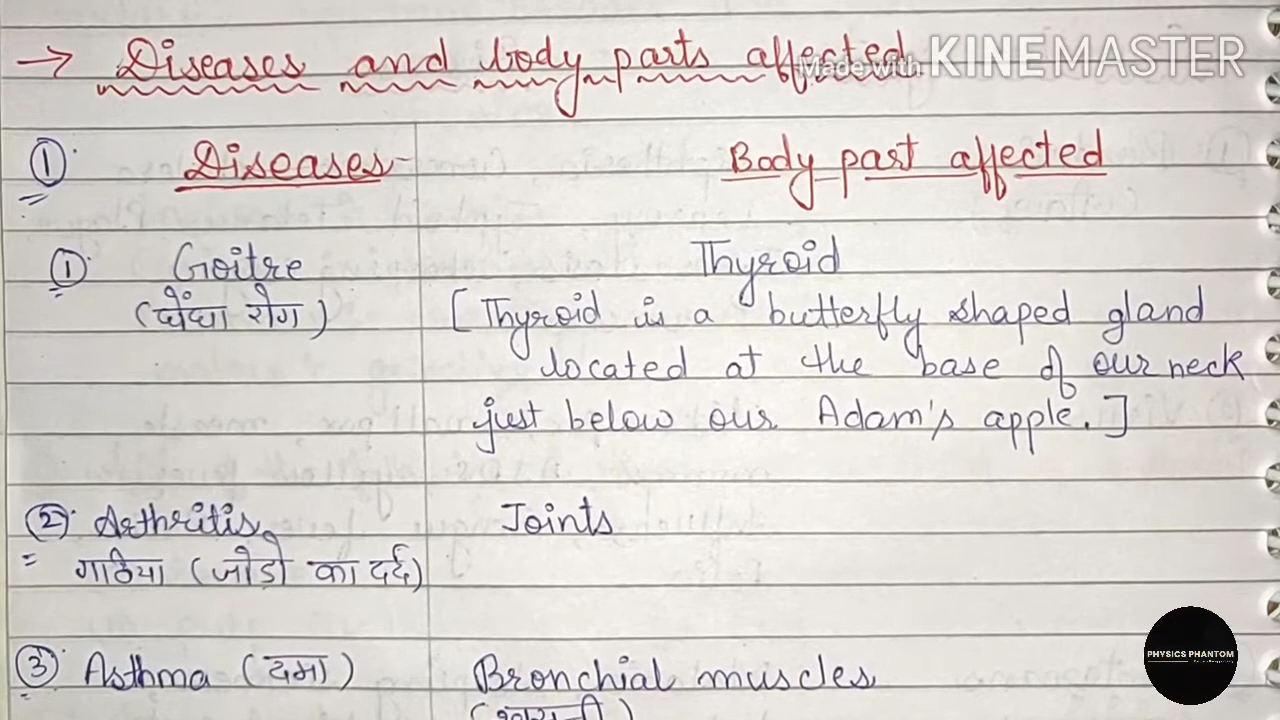 → Diseases and body parts affected
Made with KINEMASTER
① Diseases Body part affected
① Goitre Thyroid
(घेंघा रोग) [Thyroid is a butterfly shaped gland
located at the base of our neck
just below our Adam's apple.]
② Arthritis Joints
गाठिया (जोडो का दर्द)
③ Asthma (दमा) Bronchial muscles
PHYSICS PHANTOM